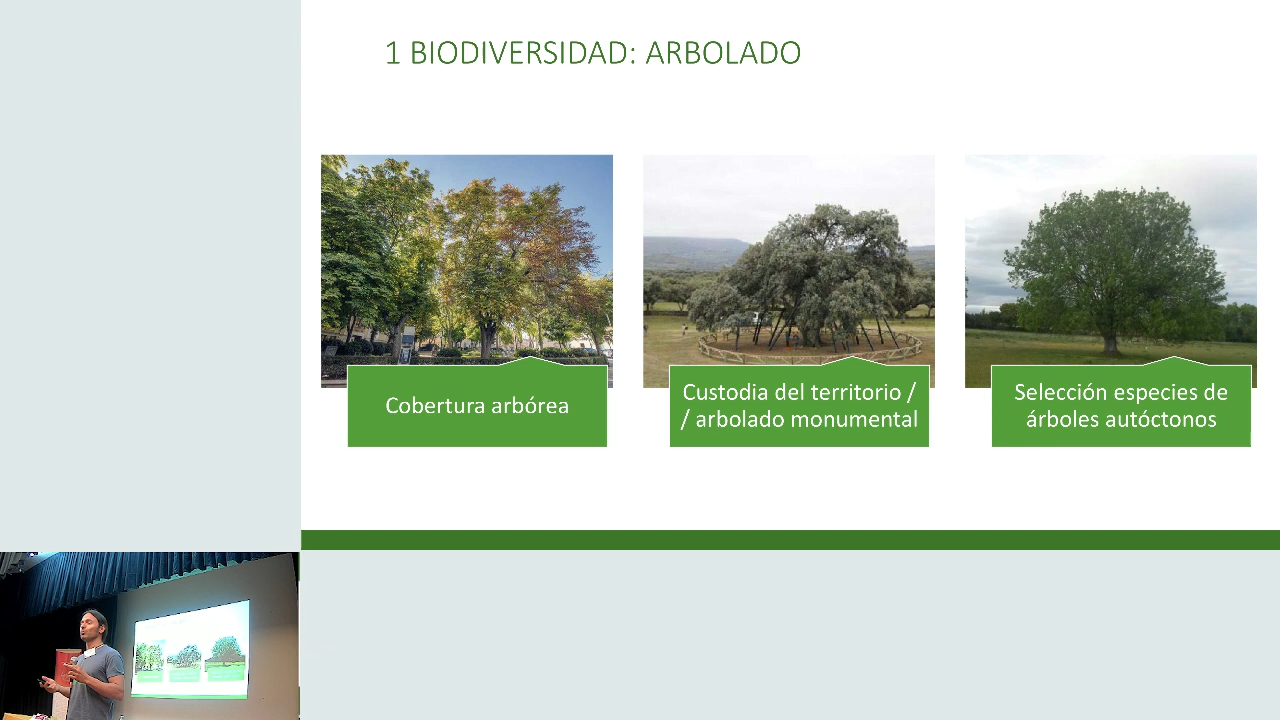 1 BIODIVERSIDAD: ARBOLADO
Cobertura arbórea
Custodia del territorio /
/ arbolado monumental
Selección especies de
árboles autóctonos